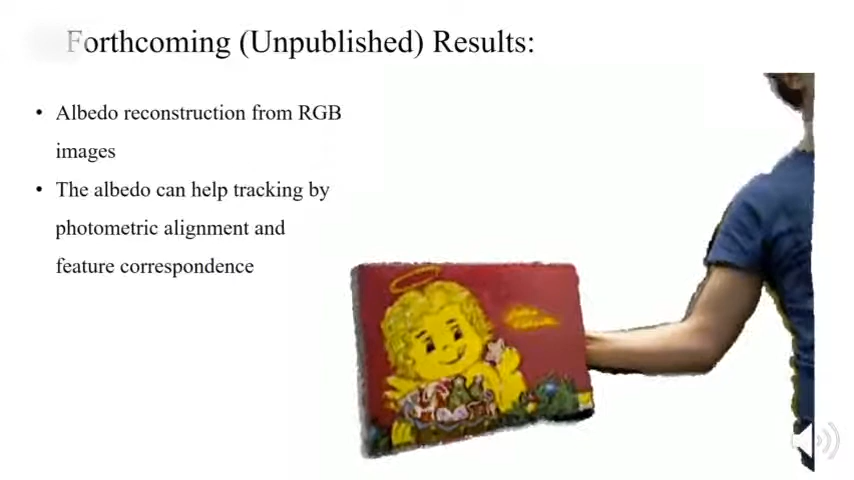 Forthcoming (Unpublished) Results:
• Albedo reconstruction from RGB
images
• The albedo can help tracking by
photometric alignment and
feature correspondence